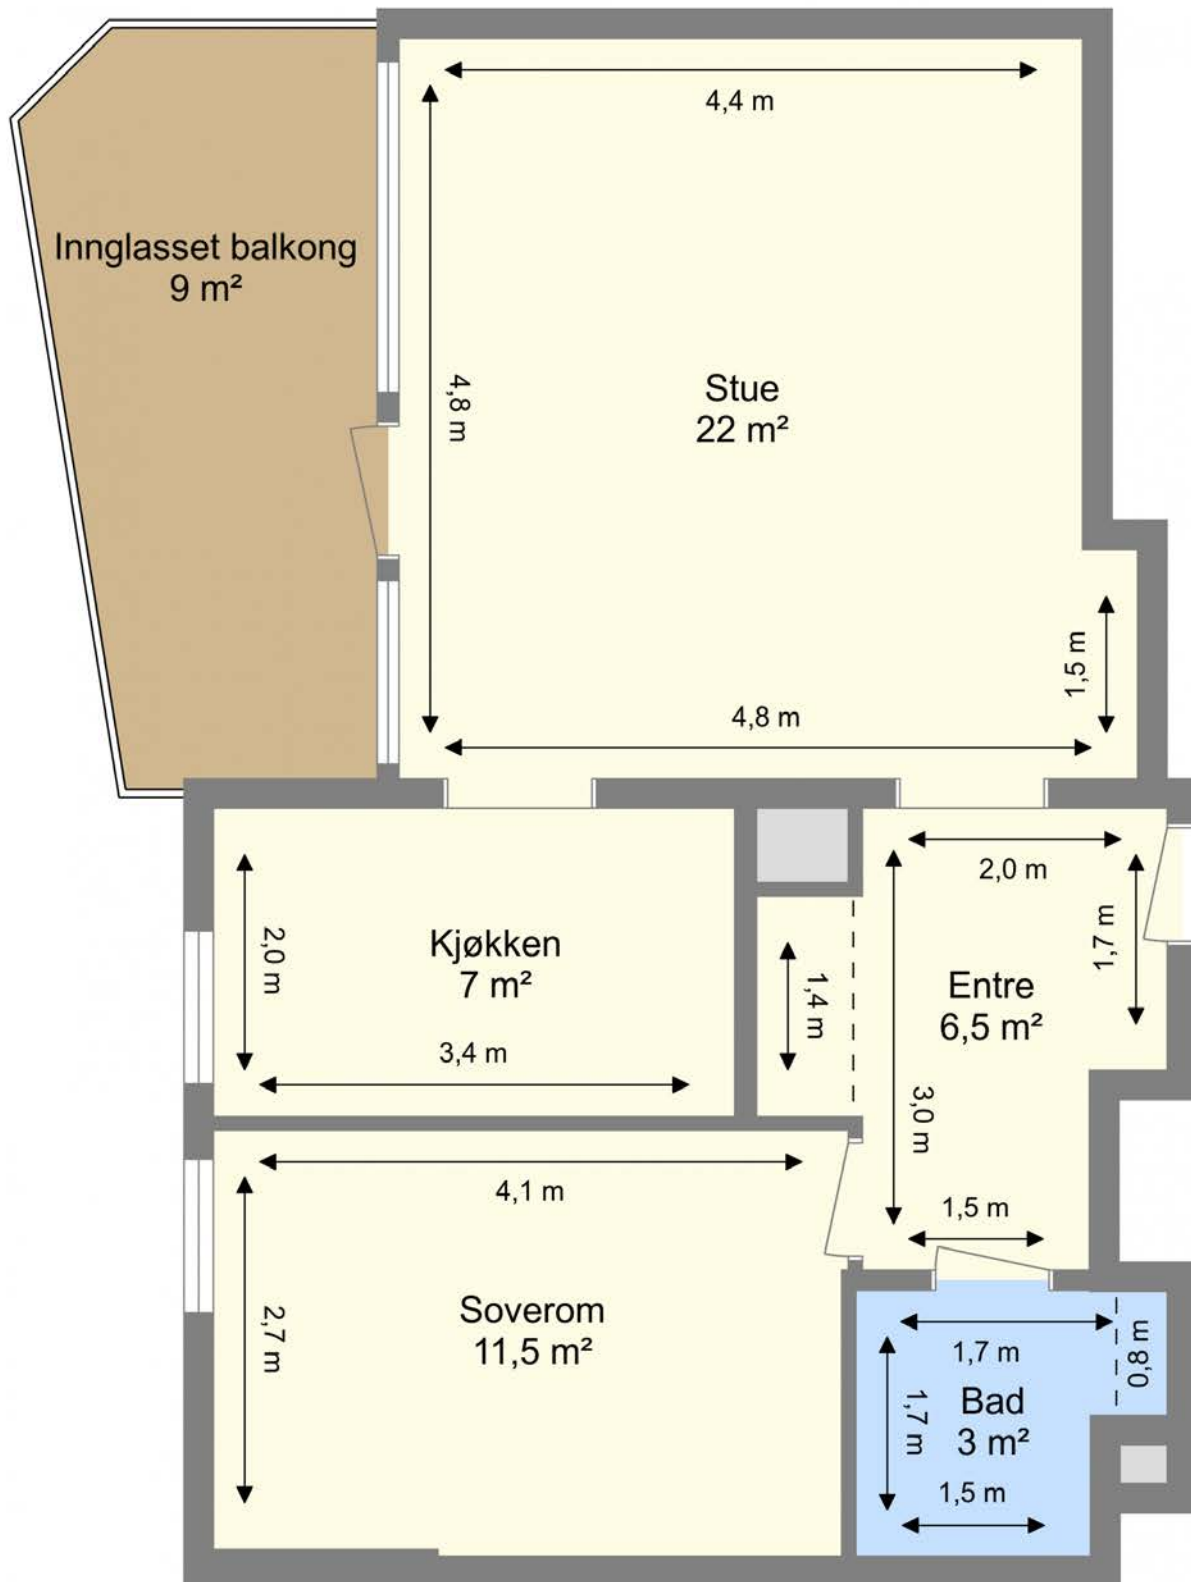 4,4 m
Innglasset balkong
9 m²
4,8 m
Stue
22 m²
1,5 m
4,8 m
2,0 m
2,0 m
Kjøkken
7 m²
1,7 m
1,4 m
Entre
6,5 m²
3,4 m
3,0 m
4,1 m
1,5 m
Soverom
11,5 m²
2,7 m
1,7 m
0,8 m
1,7 m
Bad
3 m²
1,5 m